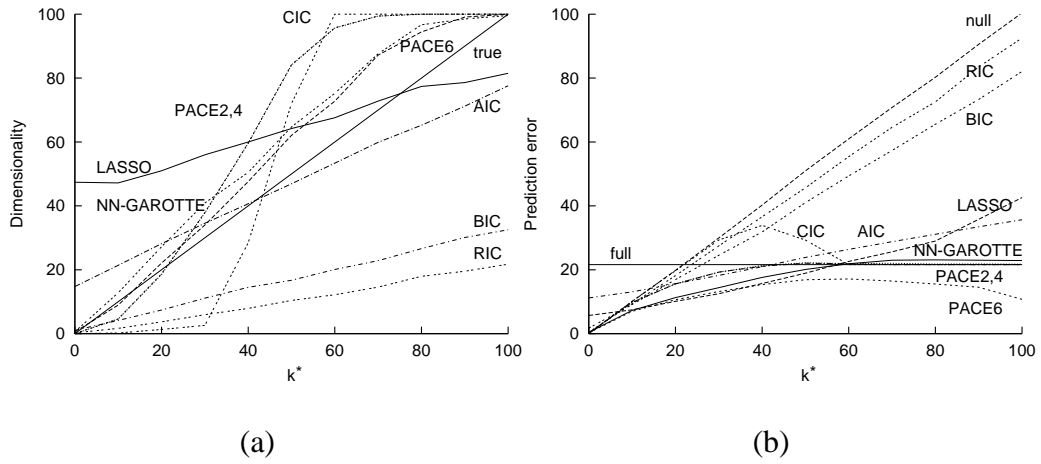 Dimensionality
100
80
60
40
20
0
0 20 40 60 80 100
k*
CIC
PACE6
true
PACE2,4
AIC
LASSO
NN-GAROTTE
BIC
RIC
(a)
Prediction error
100
80
60
40
20
0
0 20 40 60 80 100
k*
null
RIC
BIC
LASSO
CIC
AIC
full
NN-GAROTTE
PACE2,4
PACE6
(b)